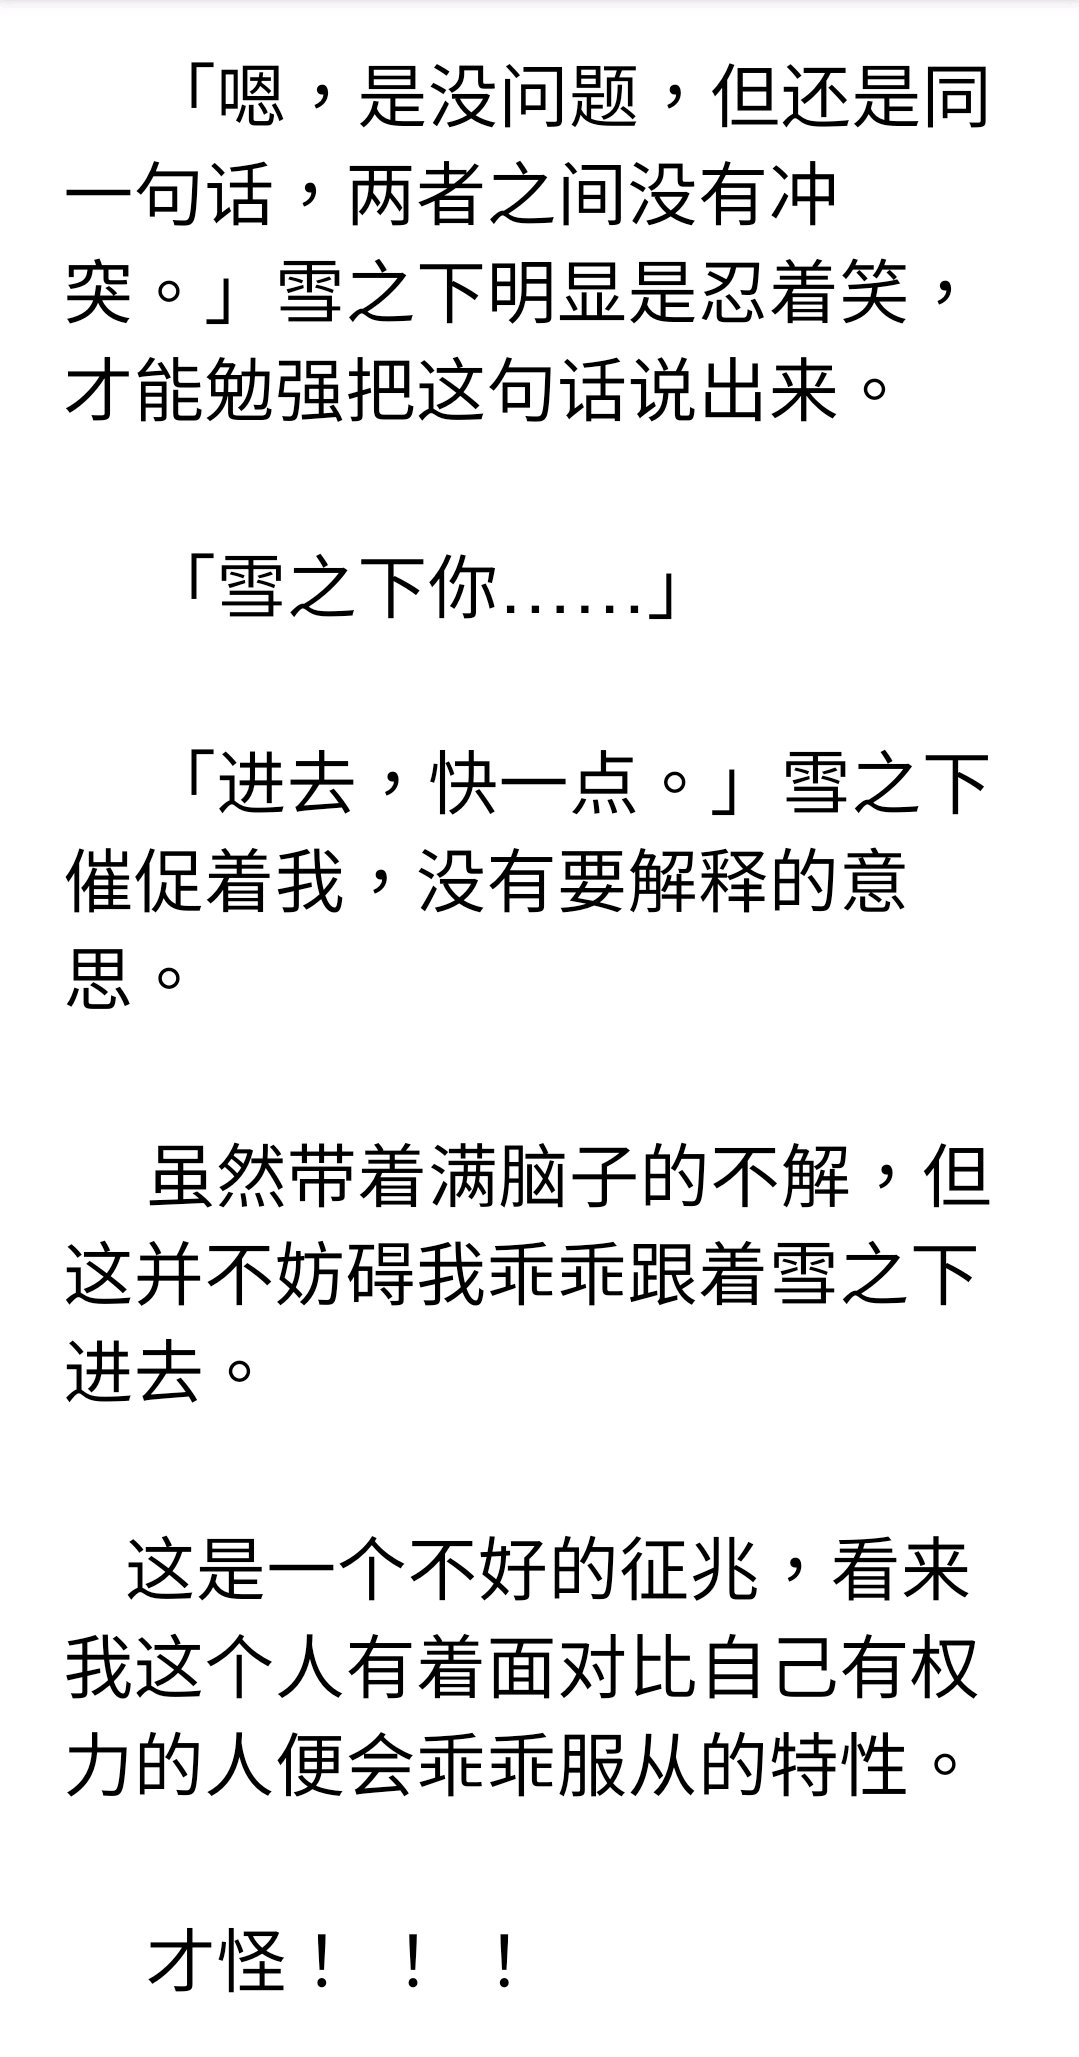 「嗯，是没问题，但还是同
一句话，两者之间没有冲
突。」雪之下明显是忍着笑，
才能勉强把这句话说出来。
「雪之下你……」
「进去，快一点。」雪之下
催促着我，没有要解释的意
思。
虽然带着满脑子的不解，但
这并不妨碍我乖乖跟着雪之下
进去。
这是一个不好的征兆，看来
我这个人有着面对比自己有权
力的人便会乖乖服从的特性。
才怪！！！